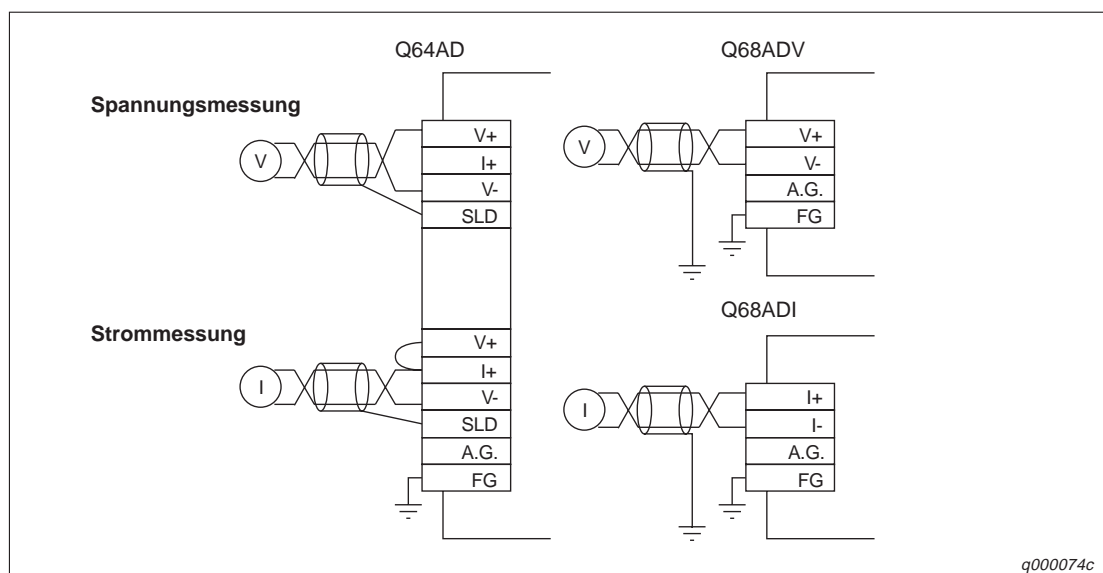 Q64AD
Q68ADV
Spannungsmessung
V
V+
I+
V-
SLD
V
V+
V-
A.G.
FG
Strommessung
I
V+
I+
V-
SLD
A.G.
FG
Q68ADI
I
I+
I-
A.G.
FG
q000074c